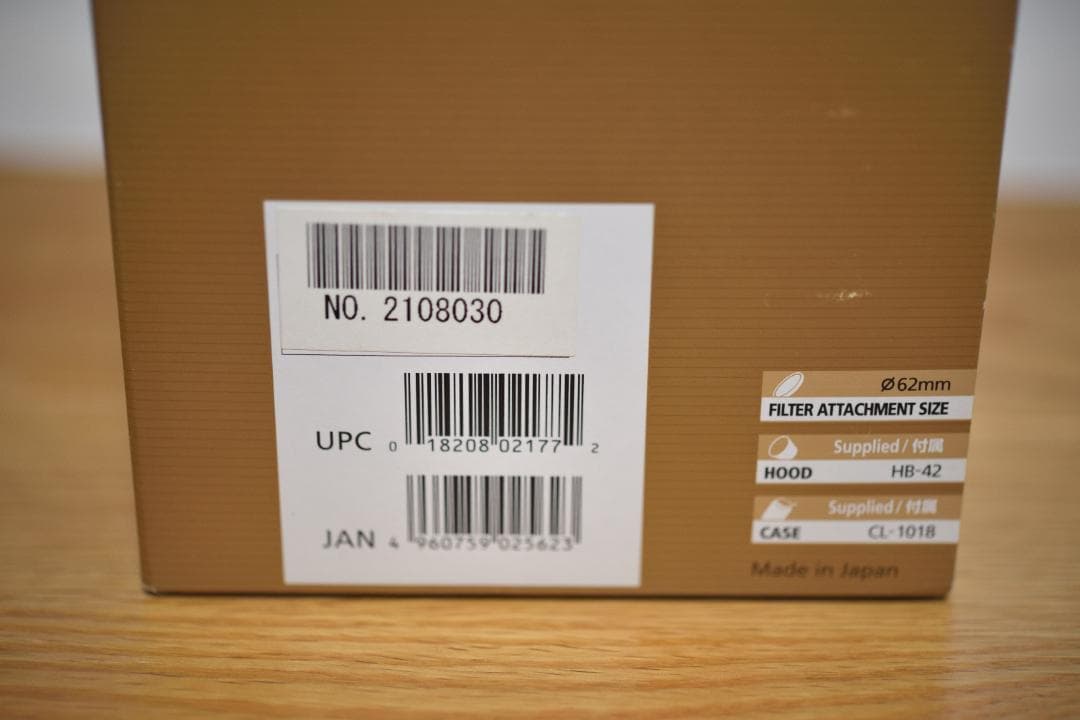 NO. 2108030
UPC 0 18208 02177 2
JAN 4 960759 025623
Ø62mm
FILTER ATTACHMENT SIZE
Supplied / 付属
HOOD HB-42
Supplied / 付属
CASE CL-1018
Made in Japan